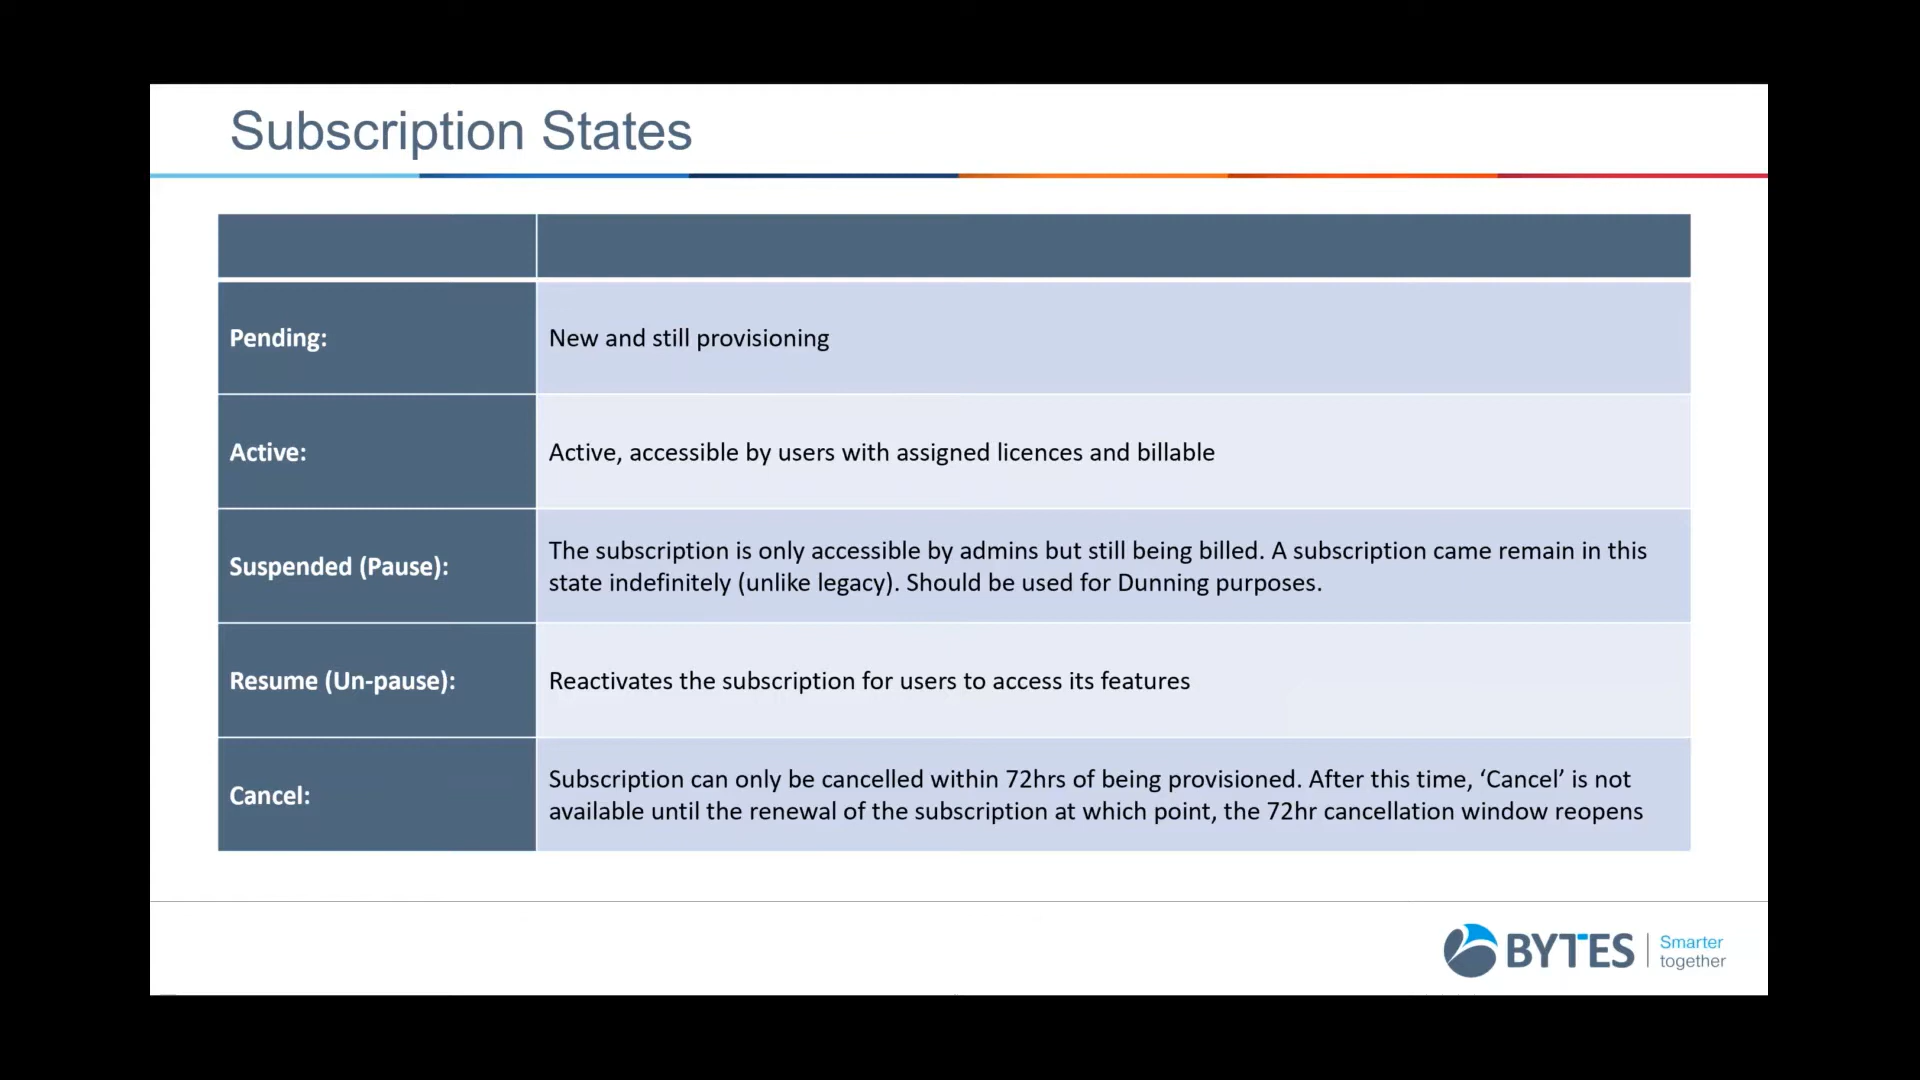 Subscription States
Pending:
New and still provisioning
Active:
Active, accessible by users with assigned licences and billable
Suspended (Pause):
The subscription is only accessible by admins but still being billed. A subscription came remain in this
state indefinitely (unlike legacy). Should be used for Dunning purposes.
Resume (Un-pause):
Reactivates the subscription for users to access its features
Cancel:
Subscription can only be cancelled within 72hrs of being provisioned. After this time, ‘Cancel’ is not
available until the renewal of the subscription at which point, the 72hr cancellation window reopens
BYTES
Smarter
together